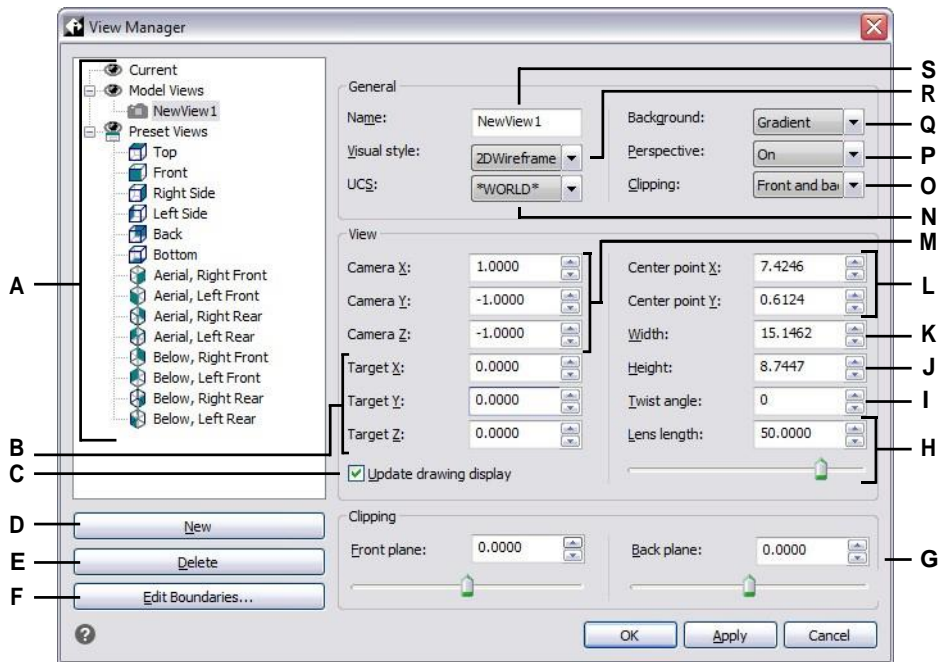 View Manager
Current
Model Views
NewView1
Preset Views
Top
Front
Right Side
Left Side
Back
Bottom
Aerial, Right Front
Aerial, Left Front
Aerial, Right Rear
Aerial, Left Rear
Below, Right Front
Below, Left Front
Below, Right Rear
Below, Left Rear
New
Delete
Edit Boundaries...
General
Name: NewView1
Visual style: 2DWireframe
UCS: *WORLD*
Background: Gradient
Perspective: On
Clipping: Front and ba
View
Camera X: 1.0000
Camera Y: -1.0000
Camera Z: -1.0000
Target X: 0.0000
Target Y: 0.0000
Target Z: 0.0000
Update drawing display
Center point X: 7.4246
Center point Y: 0.6124
Width: 15.1462
Height: 8.7447
Twist angle: 0
Lens length: 50.0000
Clipping
Front plane: 0.0000
Back plane: 0.0000
?
OK
Apply
Cancel
A
B
C
D
E
F
G
H
I
J
K
L
M
N
O
P
Q
R
S